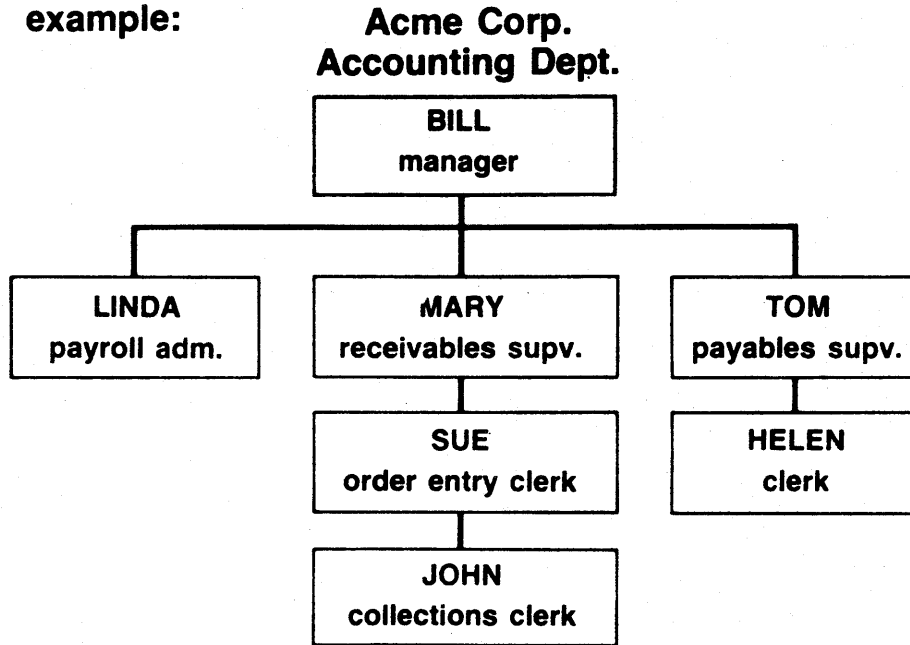 example:
Acme Corp.
Accounting Dept.
BILL
manager
LINDA
payroll adm.
MARY
receivables supv.
TOM
payables supv.
SUE
order entry clerk
HELEN
clerk
JOHN
collections clerk